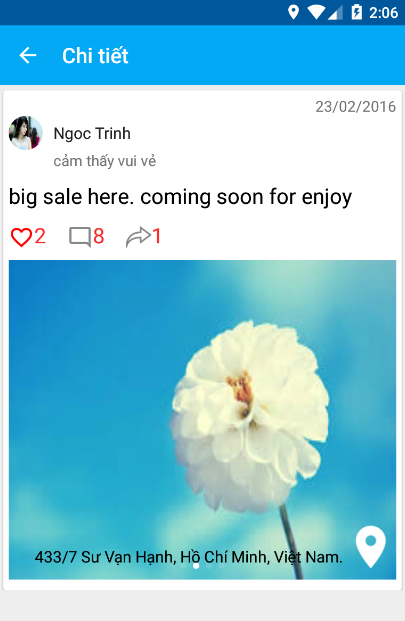 2:06
Chi tiết
23/02/2016
Ngoc Trinh
cảm thấy vui vẻ
big sale here. coming soon for enjoy
2 8 1
433/7 Sư Vạn Hạnh, Hồ Chí Minh, Việt Nam.